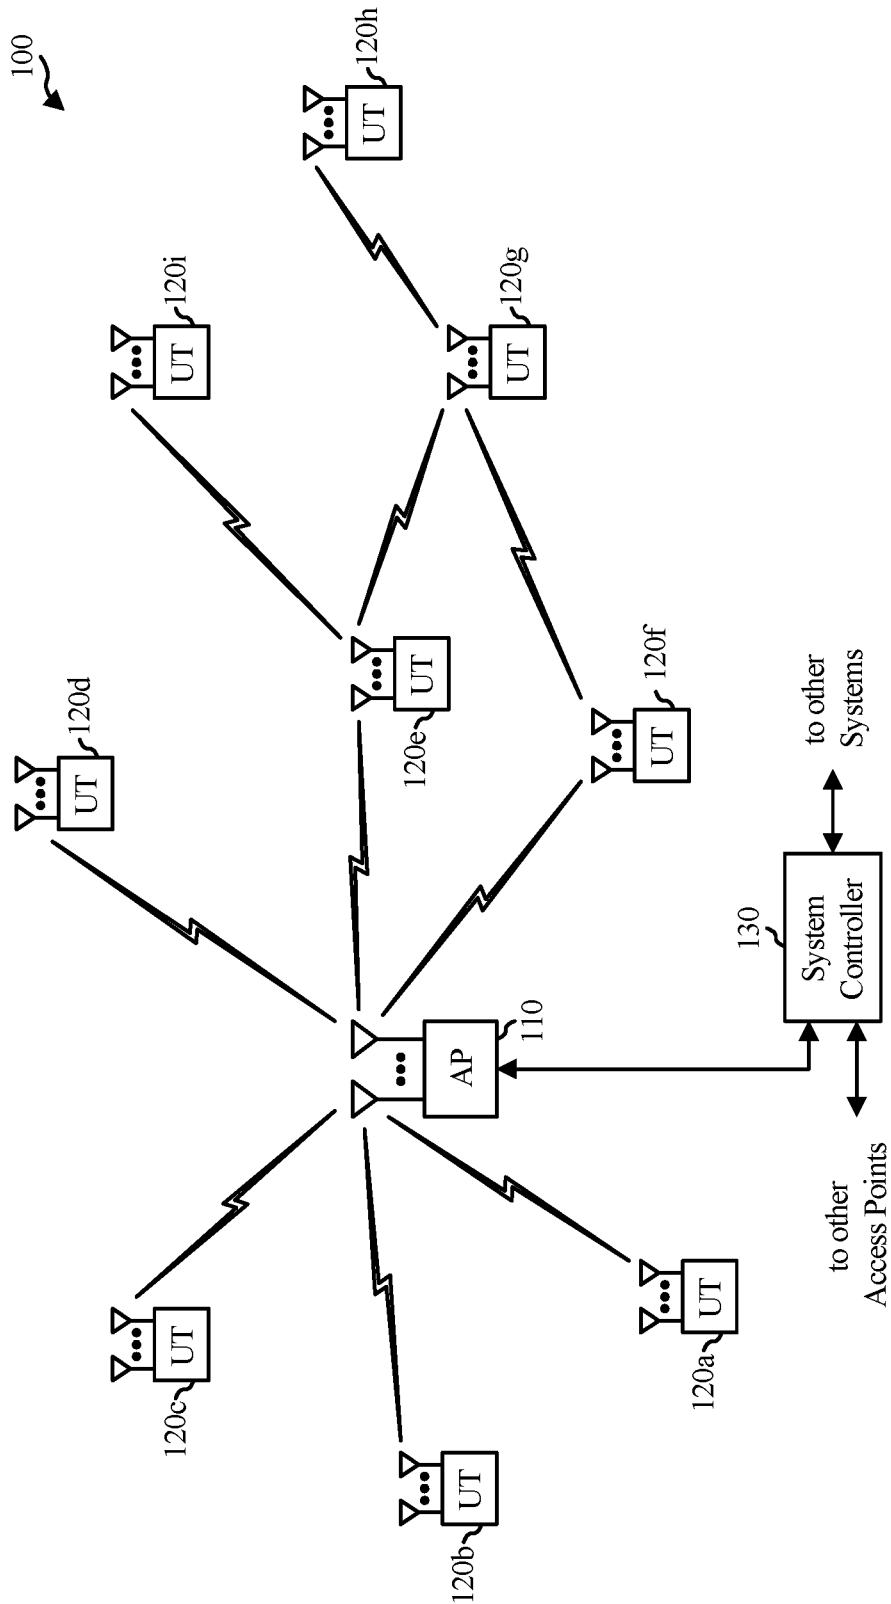 100
UT
120d
120c
UT
UT
120i
UT
120h
120e
UT
120b
UT
AP
110
UT
120g
UT
120f
120a
UT
130
System
Controller
to other
Systems
to other
Access Points